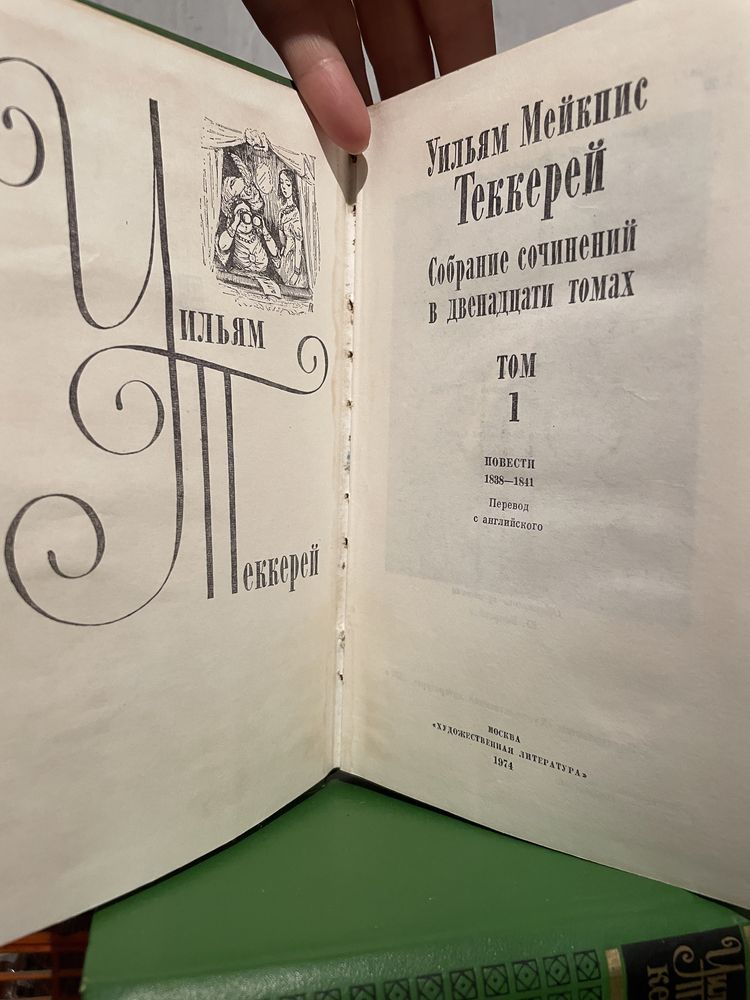 Уильям
Теккерей
Уильям Мейкпис
Теккерей
Собрание сочинений
в двенадцати томах
ТОМ
1
ПОВЕСТИ
1838—1841
Перевод
с английского
МОСКВА
«ХУДОЖЕСТВЕННАЯ ЛИТЕРАТУРА»
1974